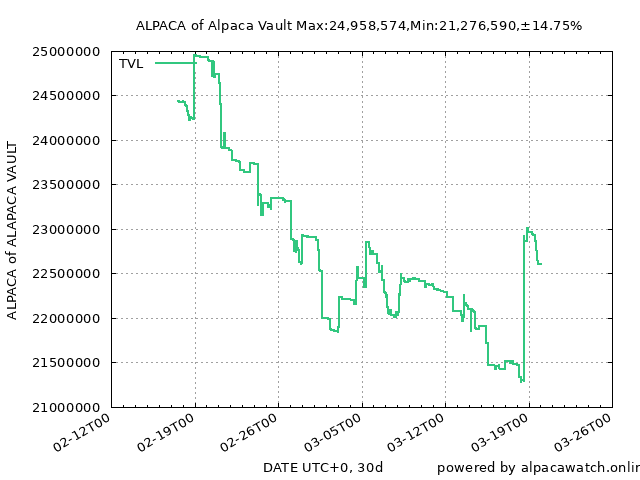 ALPACA of Alpaca Vault Max:24,958,574,Min:21,276,590,±14.75%
TVL
25000000
24500000
24000000
23500000
23000000
22500000
22000000
21500000
21000000
ALPACA of ALAPACA VAULT
02-12T00
02-19T00
02-26T00
03-05T00
03-12T00
03-19T00
03-26T00
DATE UTC+0, 30d
powered by alpacawatch.onlin